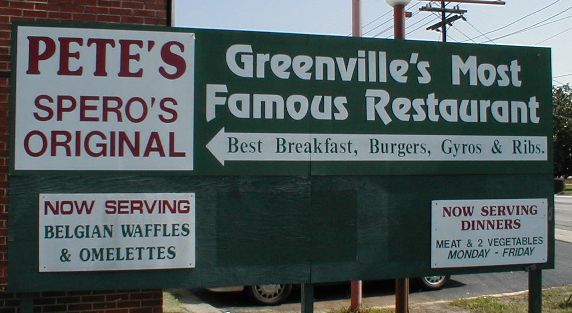 PETE'S
SPERO'S
ORIGINAL
Greenville's Most
Famous Restaurant
Best Breakfast, Burgers, Gyros & Ribs.
NOW SERVING
BELGIAN WAFFLES
& OMELETTES
NOW SERVING
DINNERS
MEAT & 2 VEGETABLES
MONDAY - FRIDAY